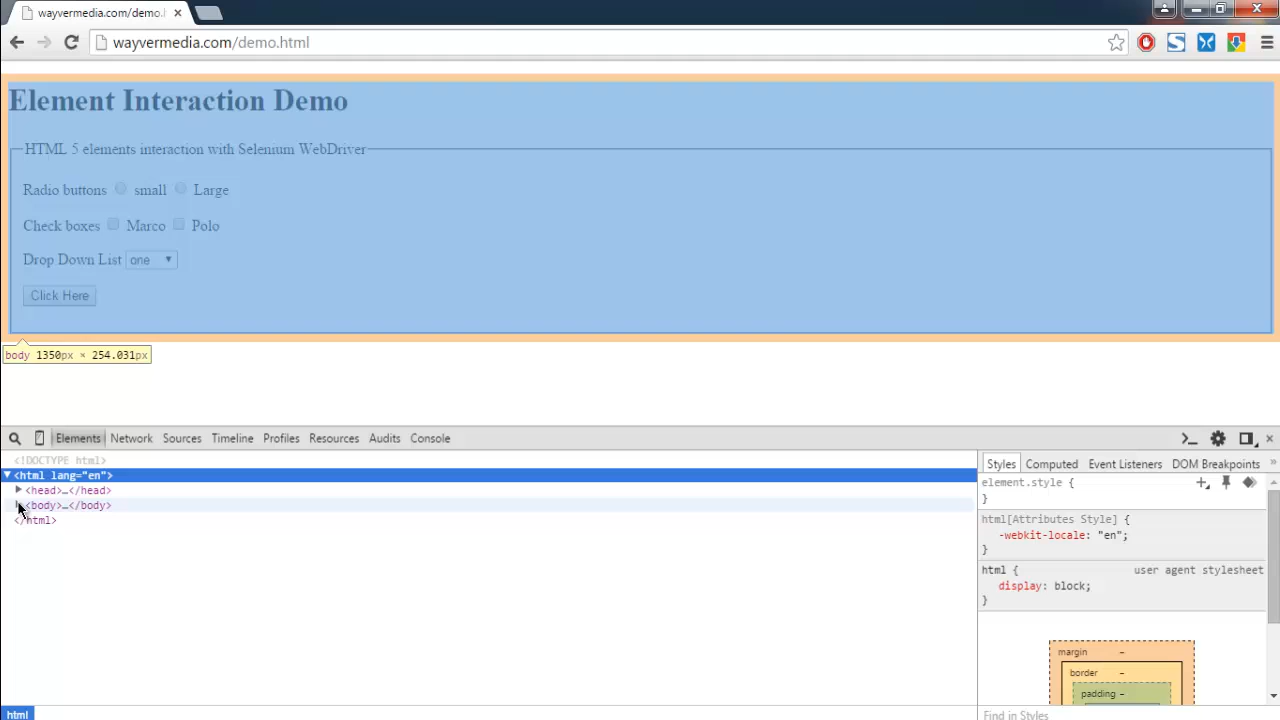 wayvermedia.com/demo.l ×
wayvermedia.com/demo.html
Element Interaction Demo
HTML 5 elements interaction with Selenium WebDriver
Radio buttons small Large
Check boxes Marco Polo
Drop Down List one
Click Here
body 1350px × 254.031px
Elements Network Sources Timeline Profiles Resources Audits Console
<!DOCTYPE html>
<html lang="en">
<head>…</head>
<body>…</body>
</html>
html
Styles Computed Event Listeners DOM Breakpoints »
element.style {
}
html[Attributes Style] {
-webkit-locale: "en";
}
html { user agent stylesheet
display: block;
}
margin –
border –
padding –
Find in Styles